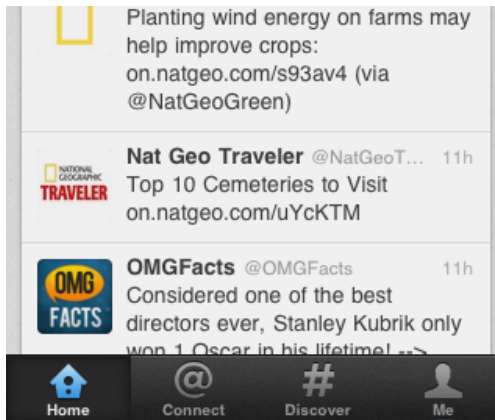 Planting wind energy on farms may
help improve crops:
on.natgeo.com/s93av4 (via
@NatGeoGreen)
NATIONAL
GEOGRAPHIC
TRAVELER
Nat Geo Traveler @NatGeoT... 11h
Top 10 Cemeteries to Visit
on.natgeo.com/uYcKTM
OMG
FACTS
OMGFacts @OMGFacts 11h
Considered one of the best
directors ever, Stanley Kubrik only
won 1 Oscar in his lifetime! -->
@ #
Home Connect Discover Me